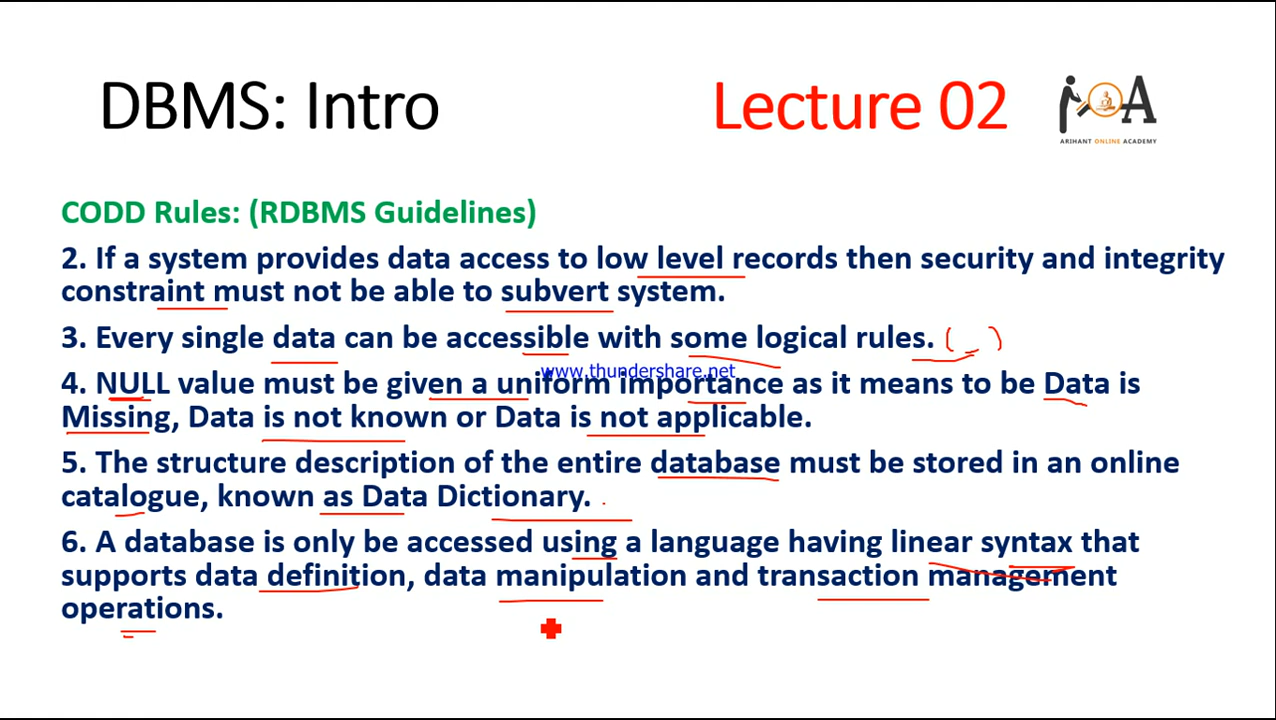 DBMS: Intro
Lecture 02
A
ARIHANT ONLINE ACADEMY
CODD Rules: (RDBMS Guidelines)
2. If a system provides data access to low level records then security and integrity
constraint must not be able to subvert system.
3. Every single data can be accessible with some logical rules. ( _ )
www.thundershare.net
4. NULL value must be given a uniform importance as it means to be Data is
Missing, Data is not known or Data is not applicable.
5. The structure description of the entire database must be stored in an online
catalogue, known as Data Dictionary.
6. A database is only be accessed using a language having linear syntax that
supports data definition, data manipulation and transaction management
operations.